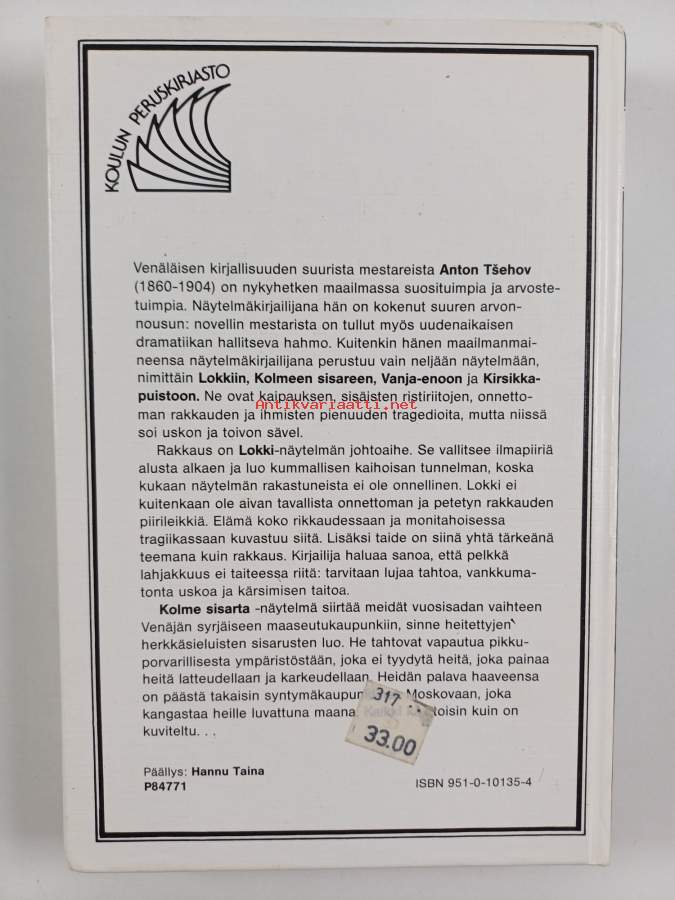 KOULUN PERUSKIRJASTO
Venäläisen kirjallisuuden suurista mestareista Anton Tšehov
(1860-1904) on nykyhetken maailmassa suosituimpia ja arvoste-
tuimpia. Näytelmäkirjailijana hän on kokenut suuren arvon-
nousun: novellin mestarista on tullut myös uudenaikaisen
dramatiikan hallitseva hahmo. Kuitenkin hänen maailmanmai-
neensa näytelmäkirjailijana perustuu vain neljään näytelmään,
nimittäin Lokkiin, Kolmeen sisareen, Vanja-enoon ja Kirsikka-
puistoon. Ne ovat kaipauksen, sisäisten ristiriitojen, onnetto-
Antikvariaatti.net
man rakkauden ja ihmisten pienuuden tragedioita, mutta niissä
soi uskon ja toivon sävel.
Rakkaus on Lokki-näytelmän johtoaihe. Se vallitsee ilmapiiriä
alusta alkaen ja luo kummallisen kaihoisan tunnelman, koska
kukaan näytelmän rakastuneista ei ole onnellinen. Lokki ei
kuitenkaan ole aivan tavallista onnettoman ja petetyn rakkauden
piirileikkiä. Elämä koko rikkaudessaan ja monitahoisessa
tragiikassaan kuvastuu siitä. Lisäksi taide on siinä yhtä tärkeänä
teemana kuin rakkaus. Kirjailija haluaa sanoa, että pelkkä
lahjakkuus ei taiteessa riitä: tarvitaan lujaa tahtoa, vankkuma-
tonta uskoa ja kärsimisen taitoa.
Kolme sisarta -näytelmä siirtää meidät vuosisadan vaihteen
Venäjän syrjäiseen maaseutukaupunkiin, sinne heitettyjen
herkkäsieluisten sisarusten luo. He tahtovat vapautua pikku-
porvarillisesta ympäristöstään, joka ei tyydytä heitä, joka painaa
heitä latteudellaan ja karkeudellaan. Heidän palava haaveensa
on päästä takaisin syntymäkaupun Moskovaan, joka
kangastaa heille luvattuna maana. toisin kuin on
kuviteltu. . .
317
33.00
Päällys: Hannu Taina
P84771
ISBN 951-0-10135-4